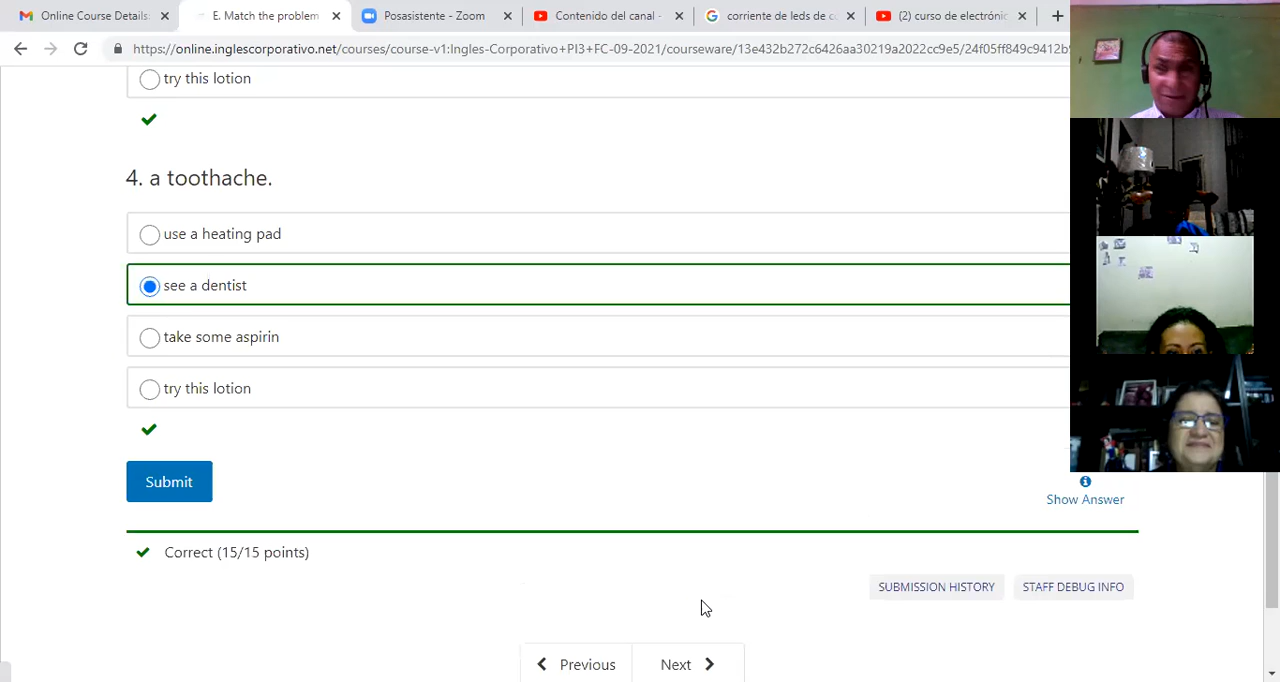 Online Course Details:
E. Match the problem
Posasistente - Zoom
Contenido del canal -
corriente de leds de co
(2) curso de electróni
https://online.inglescorporativo.net/courses/course-v1:Ingles-Corporativo+PI3+FC-09-2021/courseware/13e432b272c6426aa30219a2022cc9e5/24f05ff849c9412b
try this lotion
4. a toothache.
use a heating pad
see a dentist
take some aspirin
try this lotion
Submit
Show Answer
Correct (15/15 points)
SUBMISSION HISTORY
STAFF DEBUG INFO
Previous
Next